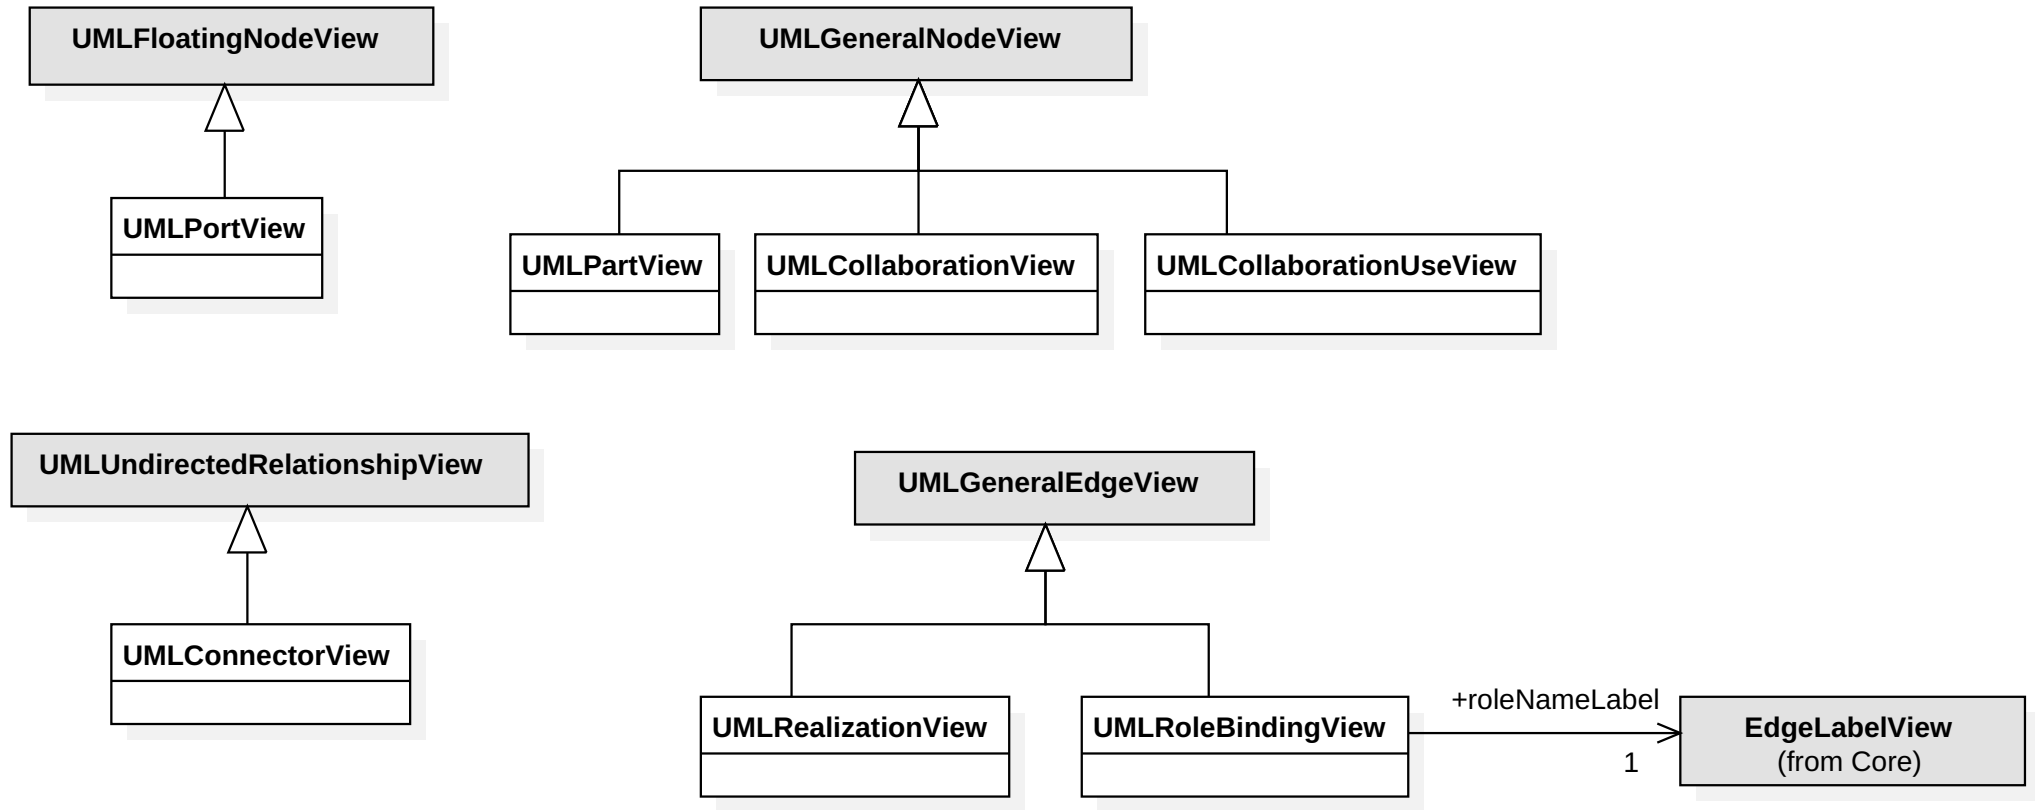 UMLFloatingNodeView
UMLGeneralNodeView
UMLPortView
UMLPartView
UMLCollaborationView
UMLCollaborationUseView
UMLUndirectedRelationshipView
UMLGeneralEdgeView
UMLConnectorView
UMLRealizationView
UMLRoleBindingView
+roleNameLabel
1
EdgeLabelView
(from Core)